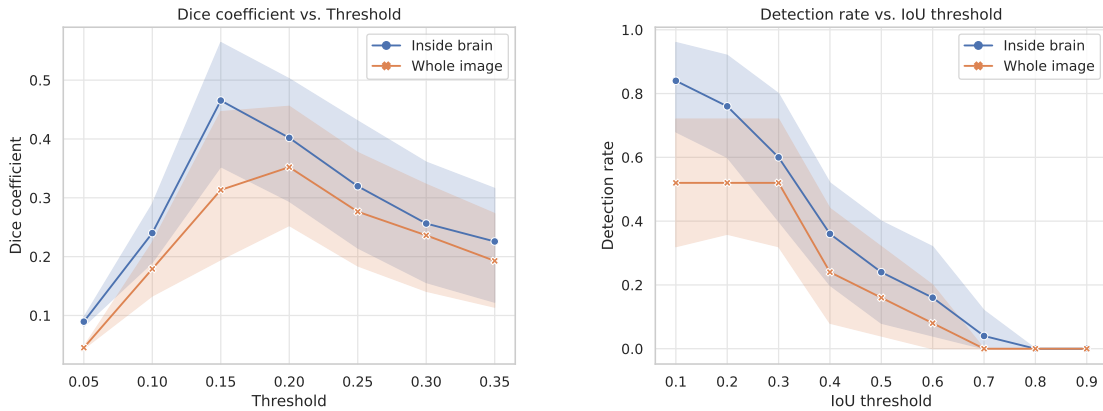 Dice coefficient vs. Threshold
Inside brain
Whole image
Dice coefficient
0.5
0.4
0.3
0.2
0.1
0.05 0.10 0.15 0.20 0.25 0.30 0.35
Threshold
Detection rate vs. IoU threshold
Inside brain
Whole image
Detection rate
1.0
0.8
0.6
0.4
0.2
0.0
0.1 0.2 0.3 0.4 0.5 0.6 0.7 0.8 0.9
IoU threshold